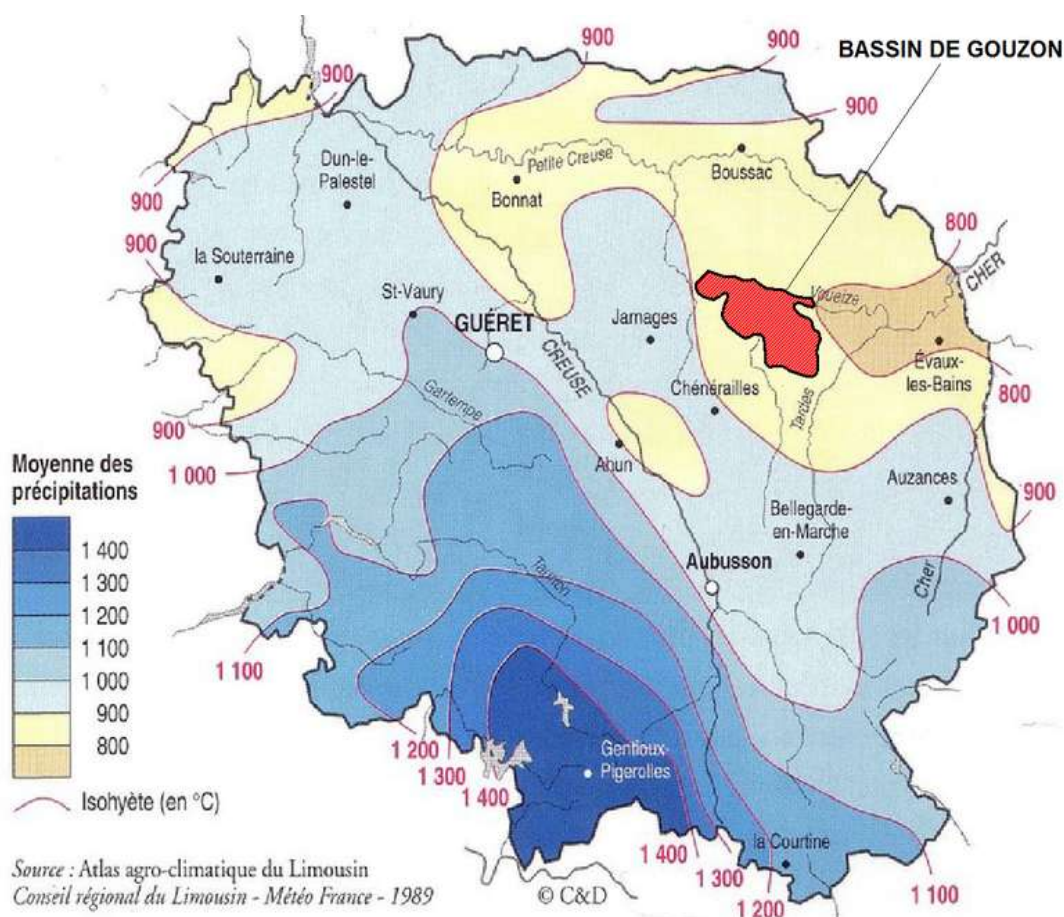 900
900
BASSIN DE GOUZON
900
900
Dun-le-
Palestel
Petite Creuse
Boussac
Bonnat
900
900
la Souterraine
800
CHER
St-Vaury
Voueize
GUÉRET
Jarnages
CREUSE
Évaux-
les-Bains
800
Chénérailles
Tardes
Gartempe
900
Ahun
1 000
Auzances
900
Bellegarde-
en-Marche
Aubusson
Cher
Taurion
1 000
1 100
Moyenne des
précipitations
1 400
1 300
1 200
1 100
1 000
900
800
Isohyète (en °C)
1 200
1 300
1 400
Gentioux-
Pigerolles
1 400
la Courtine
1 300
1 200
1 100
Source : Atlas agro-climatique du Limousin
Conseil régional du Limousin - Météo France - 1989
© C&D